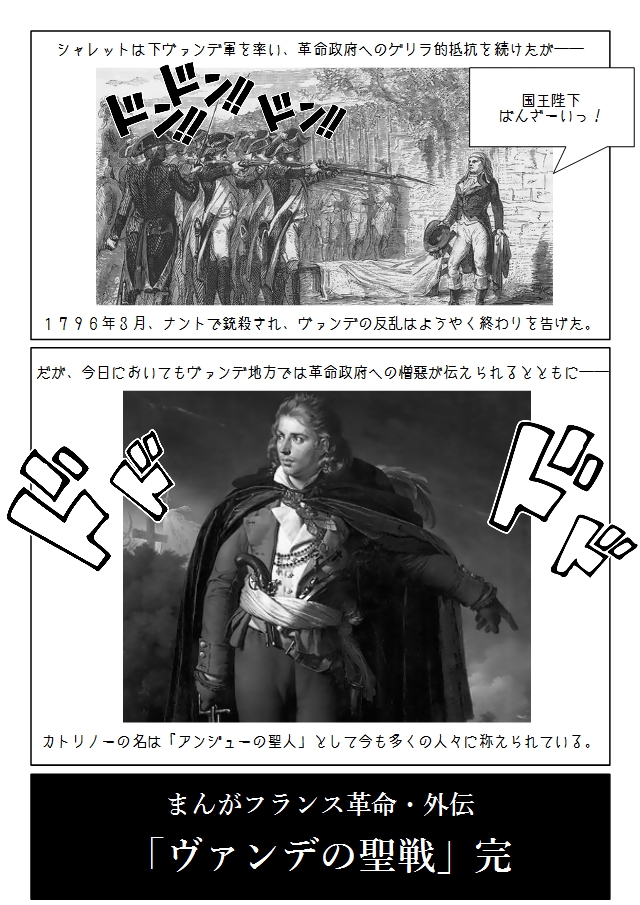 シャレットは下ヴァンデ軍を率い、革命政府へのゲリラ的抵抗を続けたが――
ドンッ!!
ドンッ!!
ドンッ!!
国王陛下
ばんざーいっ！
１７９６年３月、ナントで銃殺され、ヴァンデの反乱はようやく終わりを告げた。
だが、今日においてもヴァンデ地方では革命政府への憎悪が伝えられるとともに――
ド
ド
ド
ド
カトリノーの名は「アンジューの聖人」として今も多くの人々に称えられている。
まんがフランス革命・外伝
「ヴァンデの聖戦」完